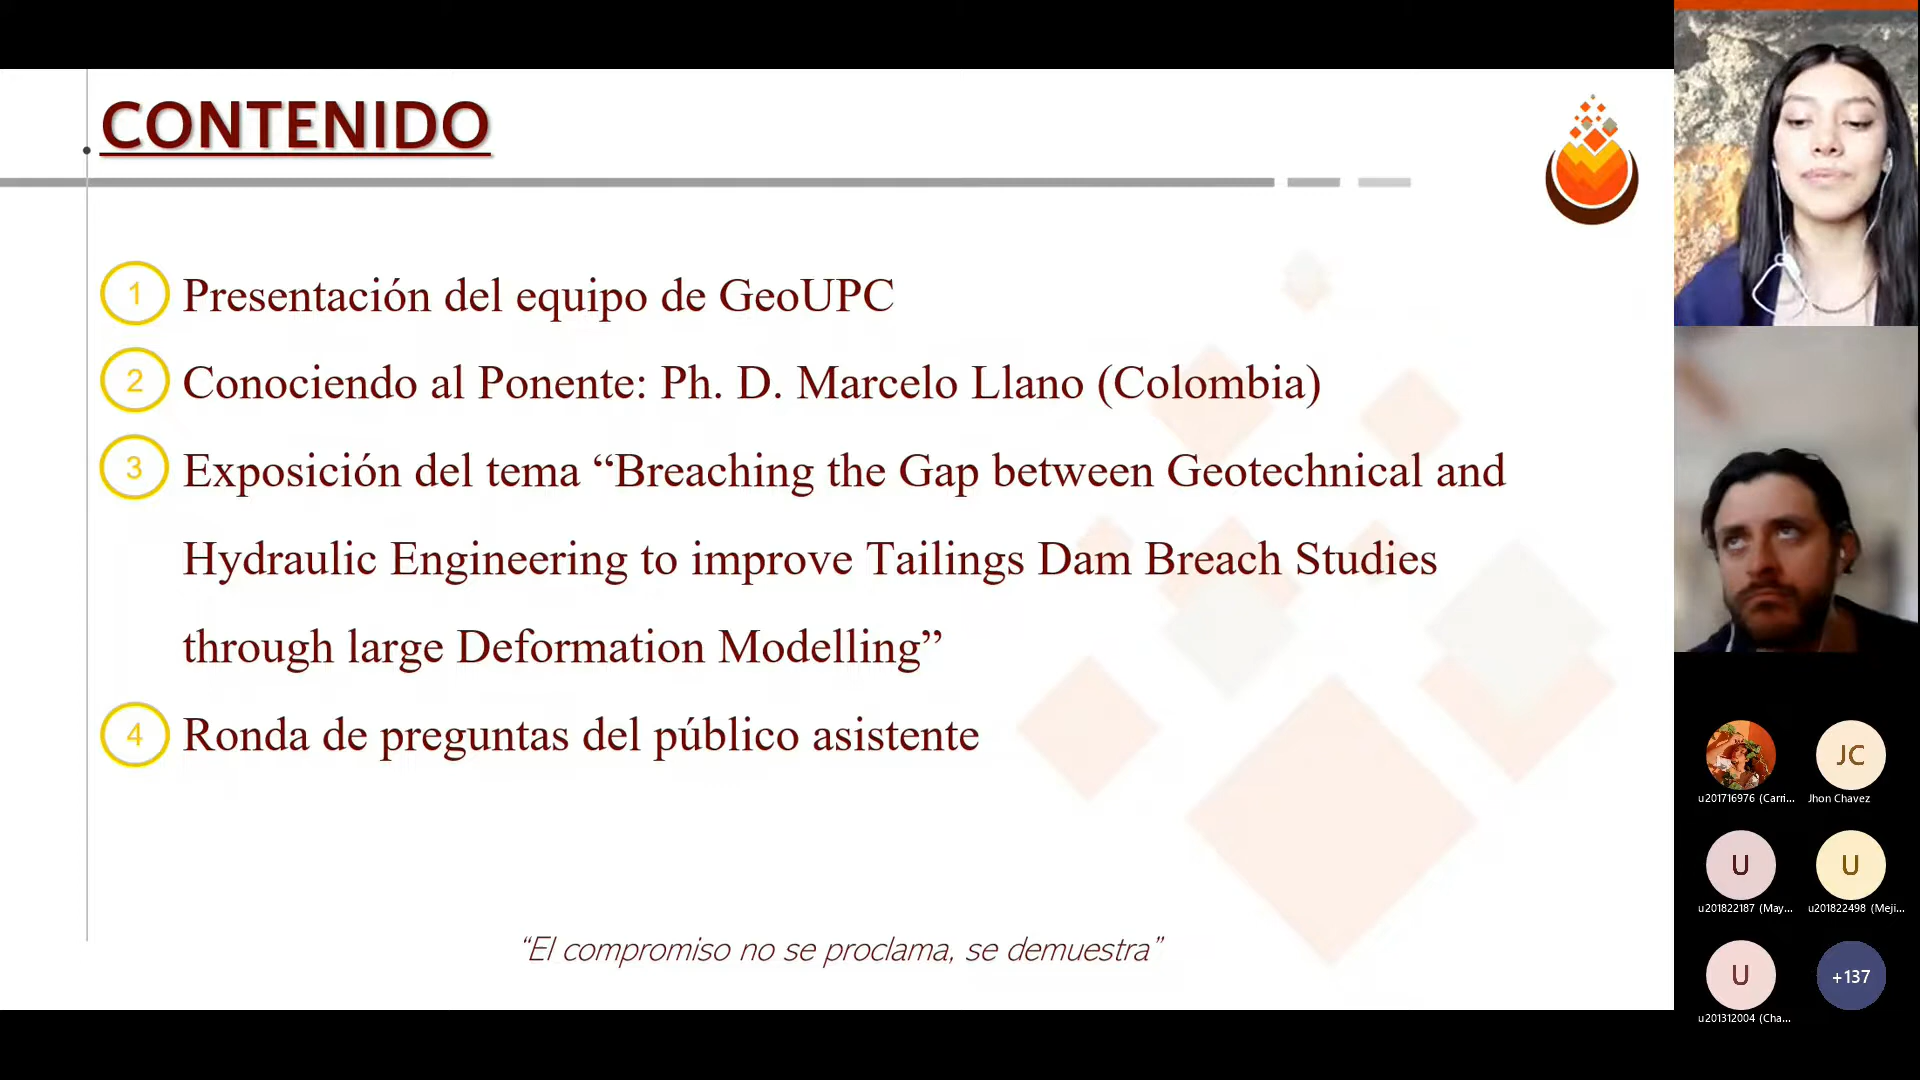 CONTENIDO
1 Presentación del equipo de GeoUPC
2 Conociendo al Ponente: Ph. D. Marcelo Llano (Colombia)
3 Exposición del tema “Breaching the Gap between Geotechnical and
Hydraulic Engineering to improve Tailings Dam Breach Studies
through large Deformation Modelling”
4 Ronda de preguntas del público asistente
“El compromiso no se proclama, se demuestra”
JC
u201716976 (Carri...
Jhon Chavez
U
U
u201822187 (May...
u201822498 (Meji...
U
+137
u201312004 (Cha...